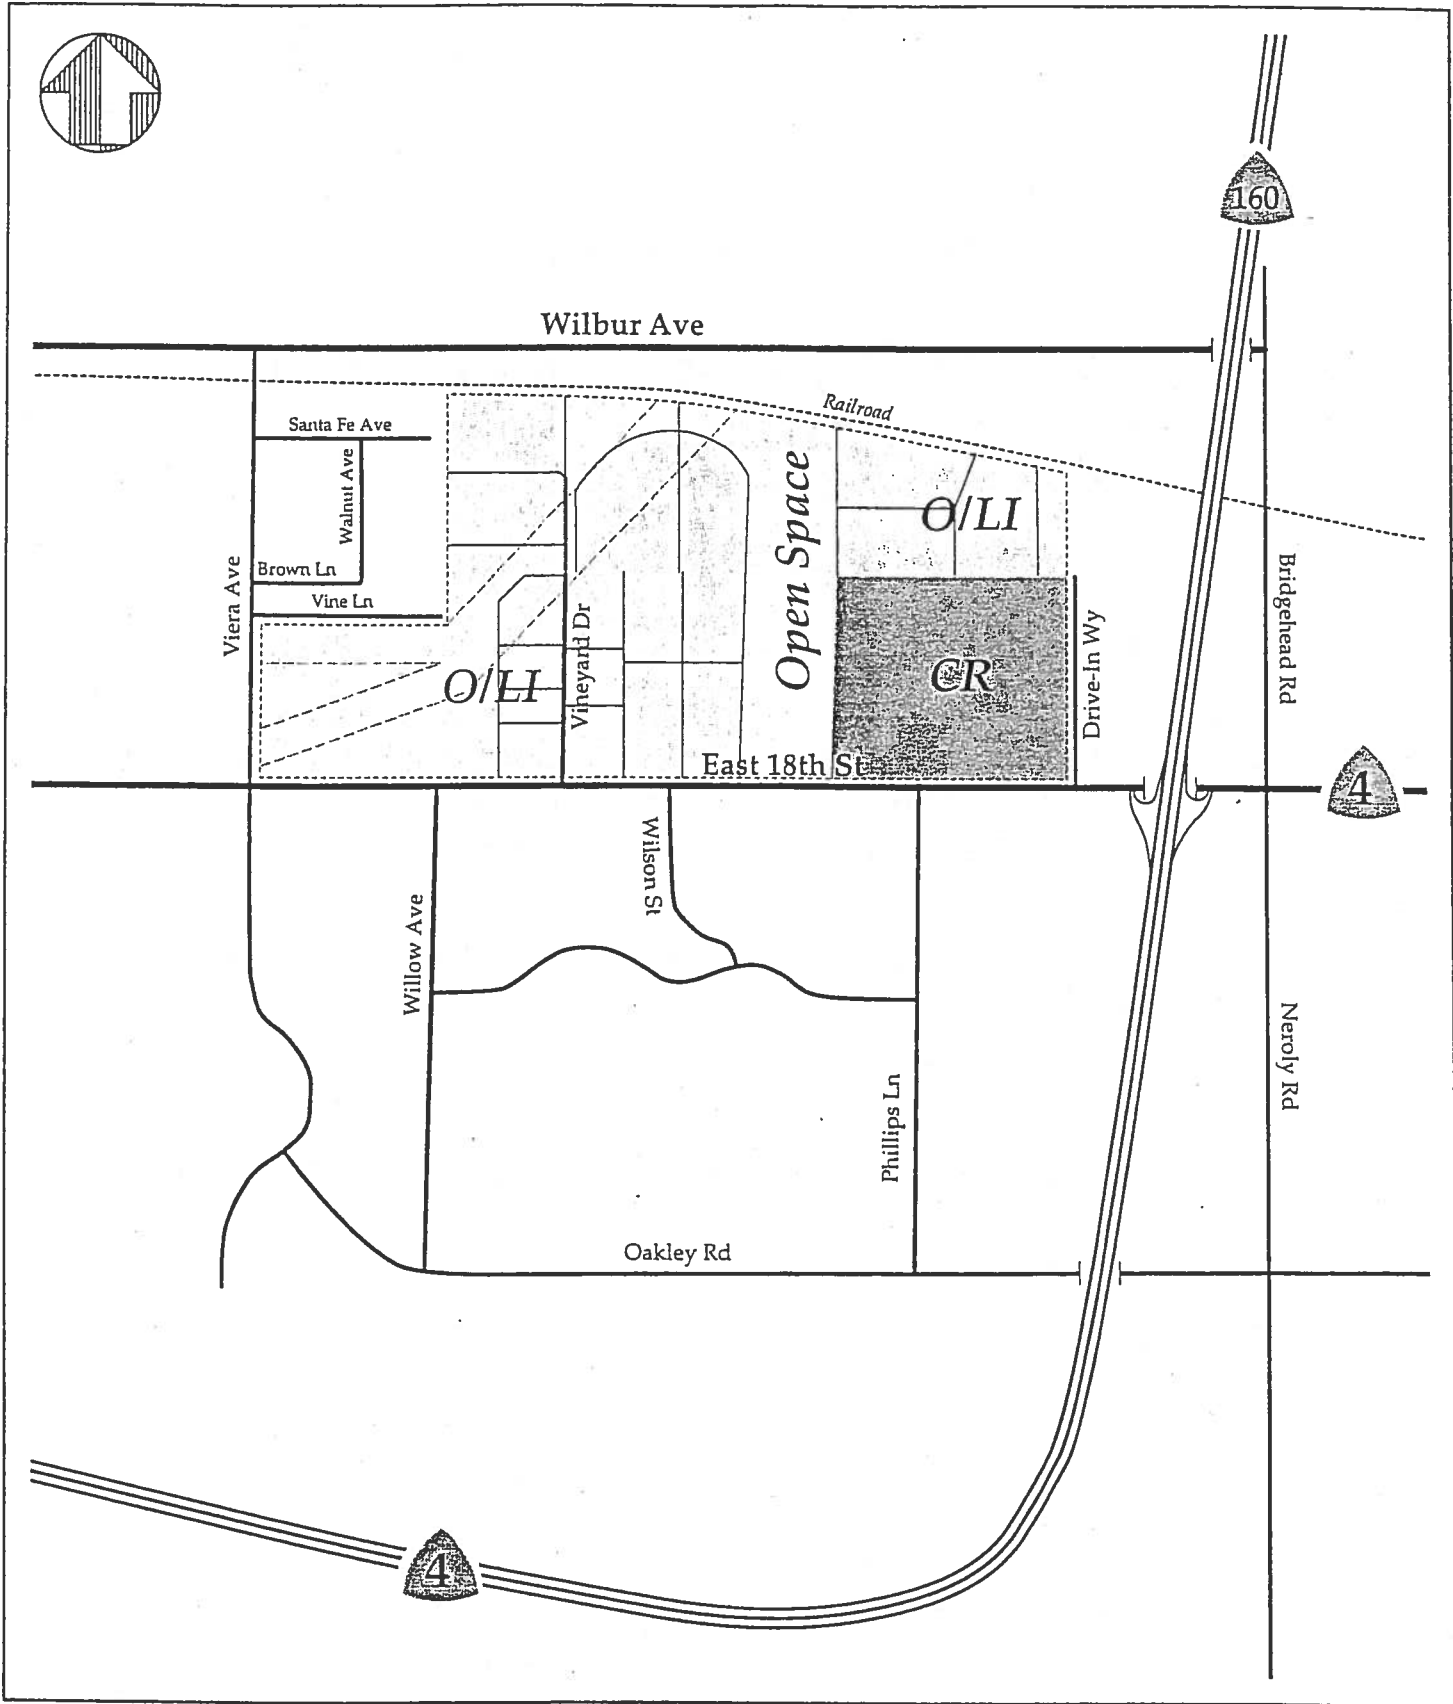 160
Wilbur Ave
Railroad
Santa Fe Ave
Walnut Ave
Open Space
O/LI
Brown Ln
Viera Ave
Vine Ln
Bridgehead Rd
Vineyard Dr
Drive-In Wy
O/LI
CR
East 18th St
4
Wilson St
Willow Ave
Neroly Rd
Phillips Ln
Oakley Rd
4